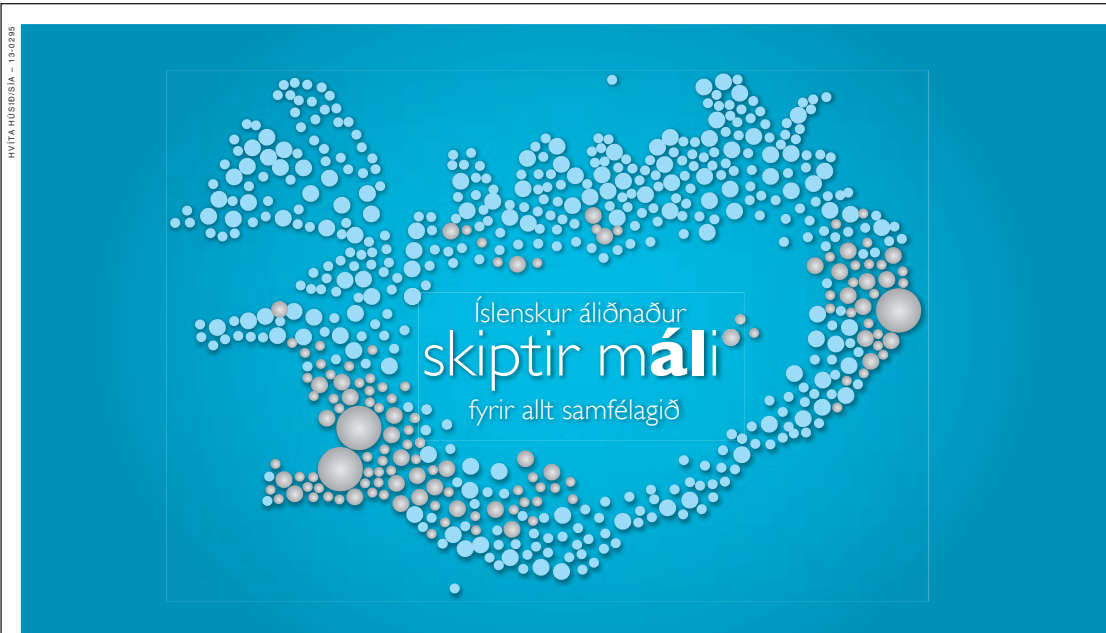 HVÍTA HÚSIÐ/SÍA – 13-0295
Íslenskur áliðnaður
skiptir máli
fyrir allt samfélagið